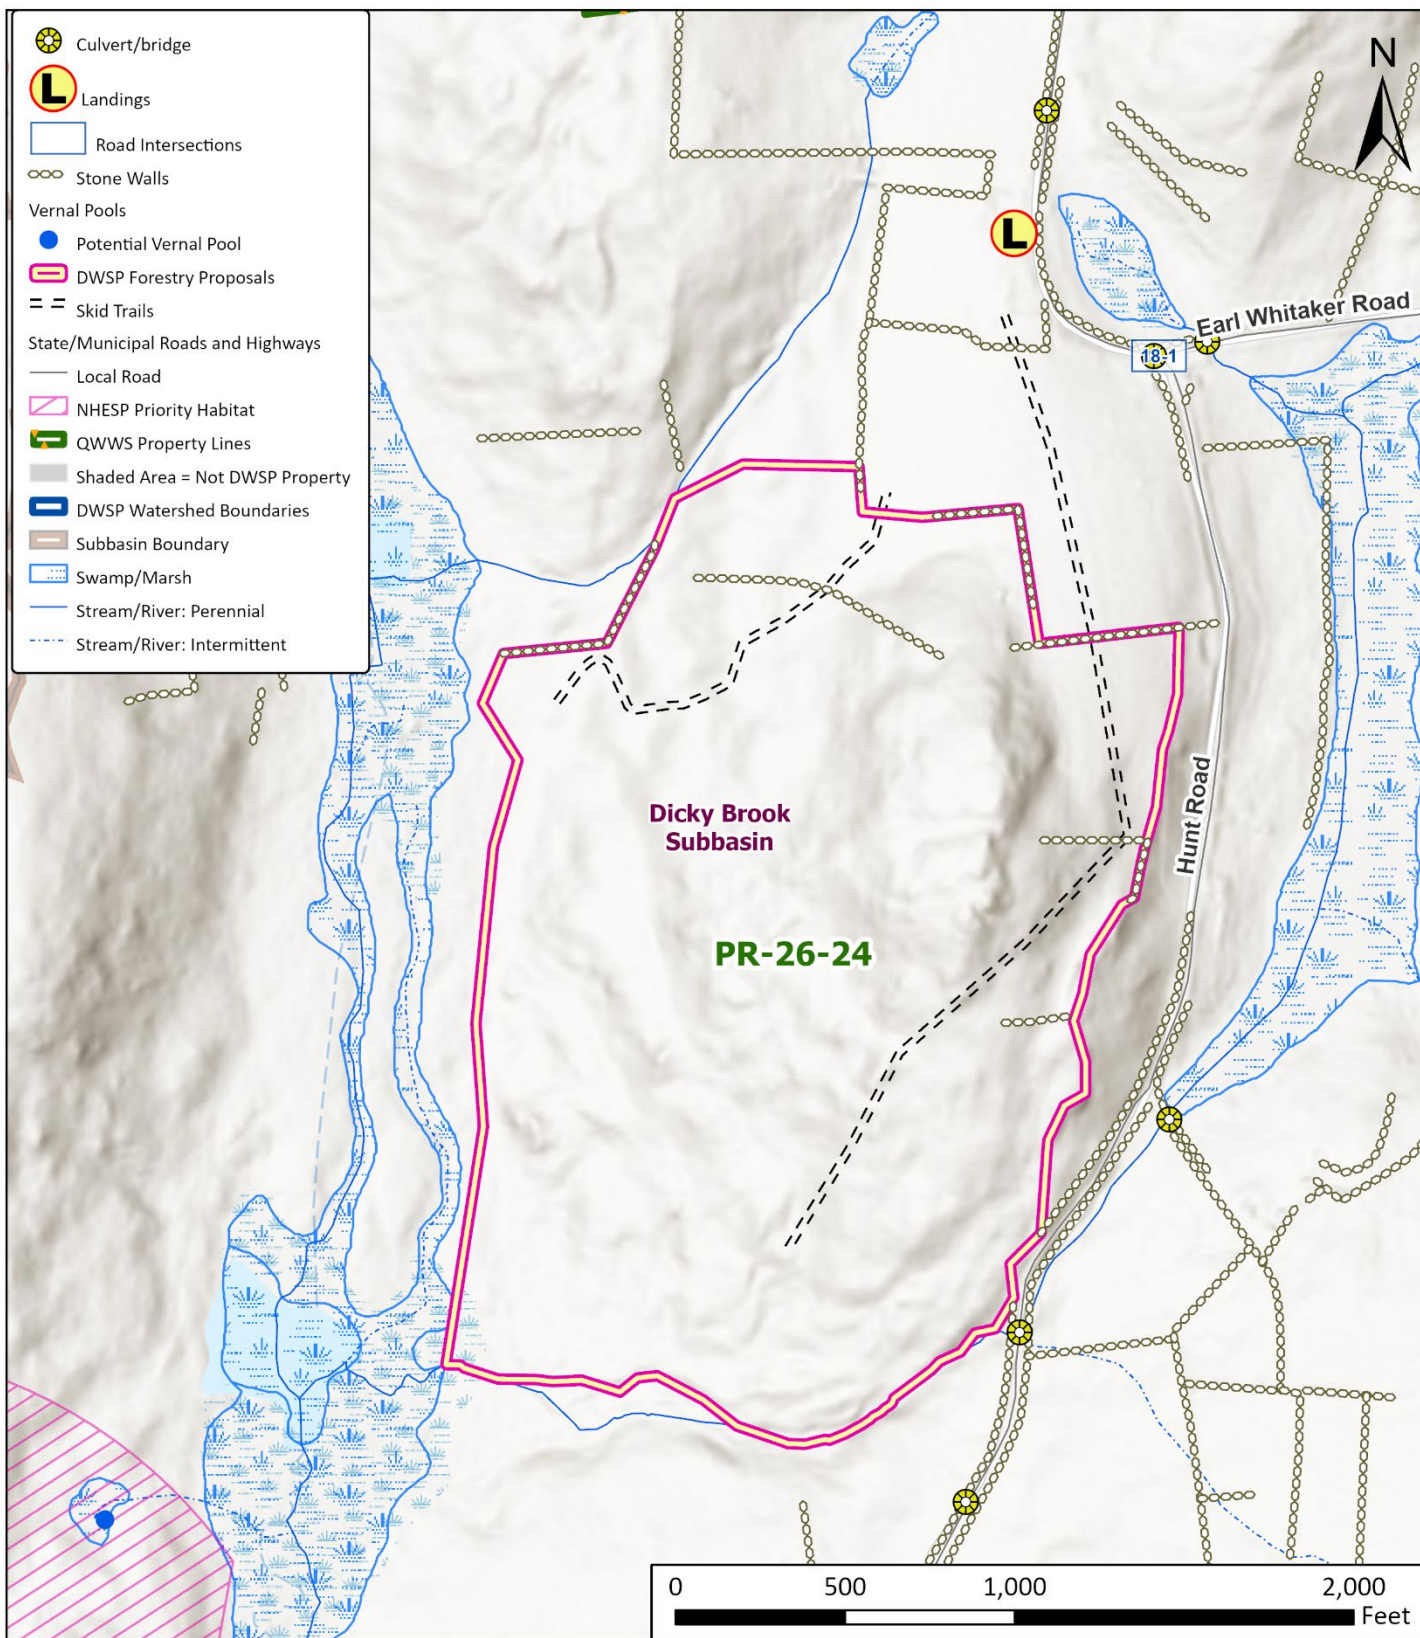 Culvert/bridge
L
Landings
Road Intersections
Stone Walls
Vernal Pools
Potential Vernal Pool
DWSP Forestry Proposals
Skid Trails
State/Municipal Roads and Highways
Local Road
NHESP Priority Habitat
QWWS Property Lines
Shaded Area = Not DWSP Property
DWSP Watershed Boundaries
Subbasin Boundary
Swamp/Marsh
Stream/River: Perennial
Stream/River: Intermittent
N
L
Earl Whitaker Road
18-1
Hunt Road
Dicky Brook
Subbasin
PR-26-24
0 500 1,000 2,000
Feet